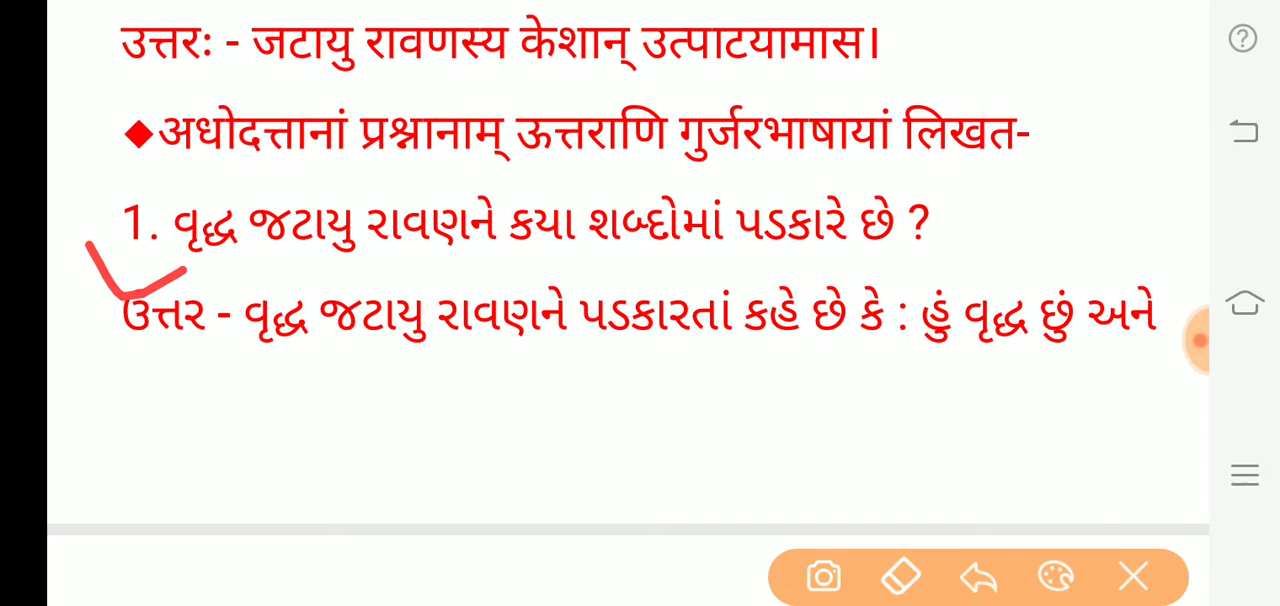 उत्तरः - जटायु रावणस्य केशान् उत्पाटयामास।
◆अधोदत्तानां प्रश्नानाम् ऊत्तराणि गुर्जरभाषायां लिखत-
1. વૃદ્ધ જટાયુ રાવણને કયા શબ્દોમાં પડકારે છે ?
ઉત્તર - વૃદ્ધ જટાયુ રાવણને પડકારતાં કહે છે કે : હું વૃદ્ધ છું અને